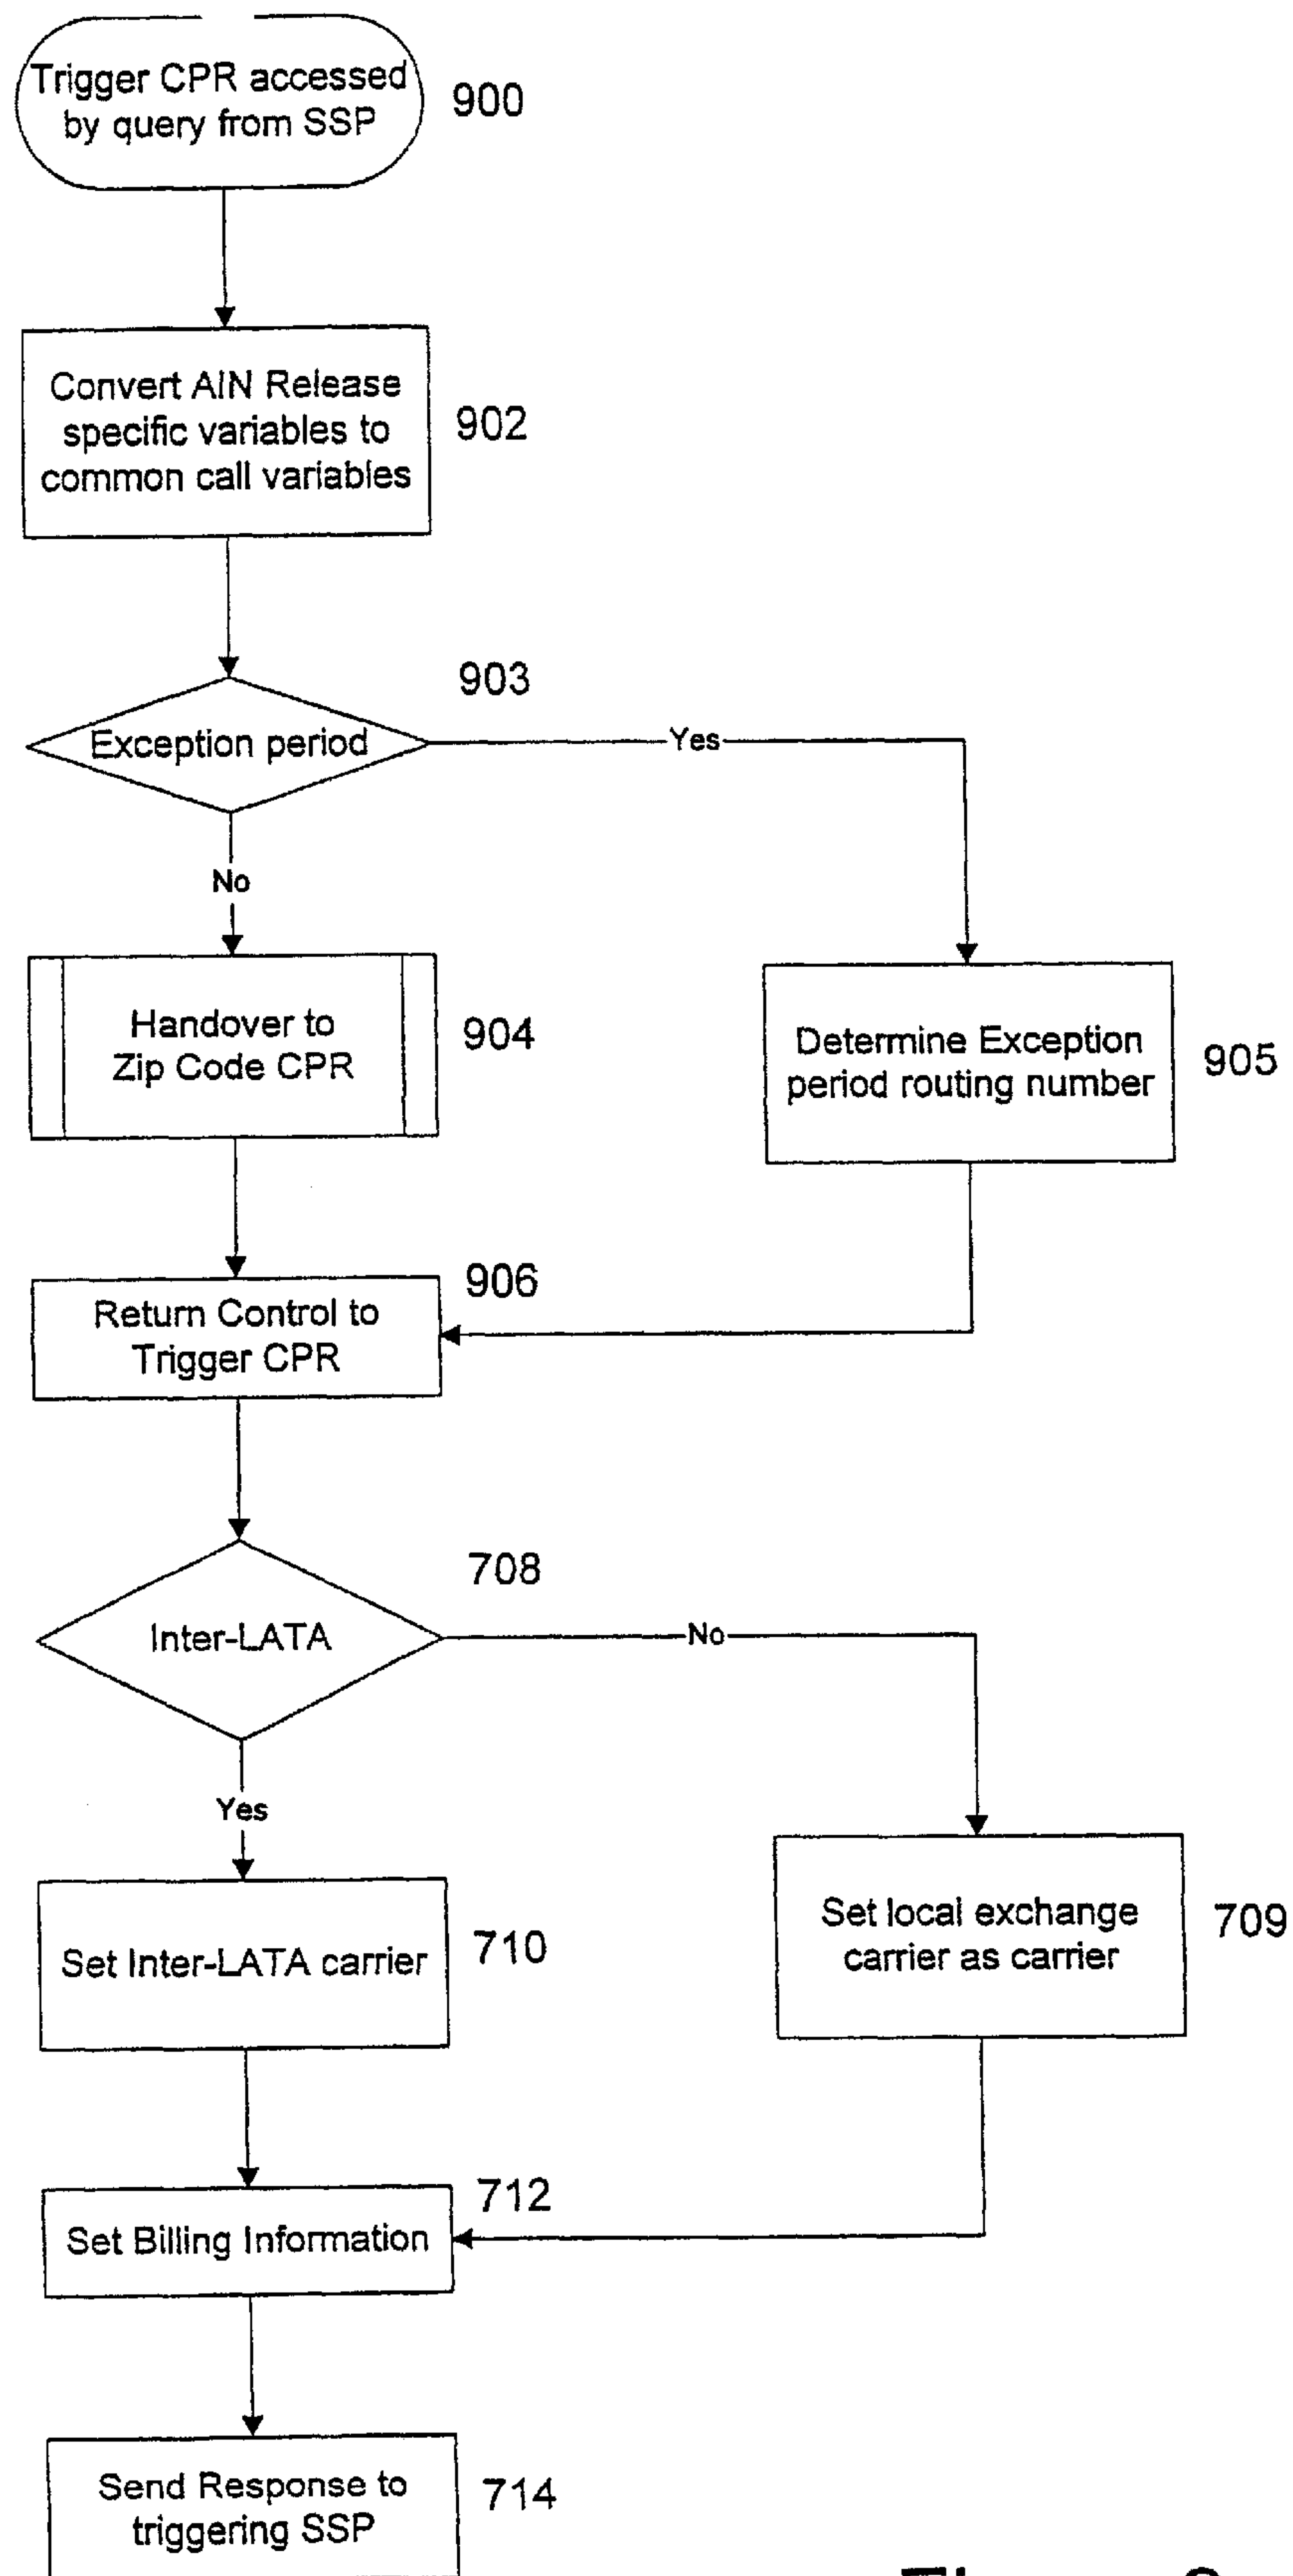 Trigger CPR accessed
by query from SSP
900
Convert AIN Release
specific variables to
common call variables
902
903
Exception period
Yes
No
Handover to
Zip Code CPR
904
Determine Exception
period routing number
905
906
Return Control to
Trigger CPR
708
Inter-LATA
No
Yes
Set Inter-LATA carrier
710
Set local exchange
carrier as carrier
709
712
Set Billing Information
Send Response to
triggering SSP
714